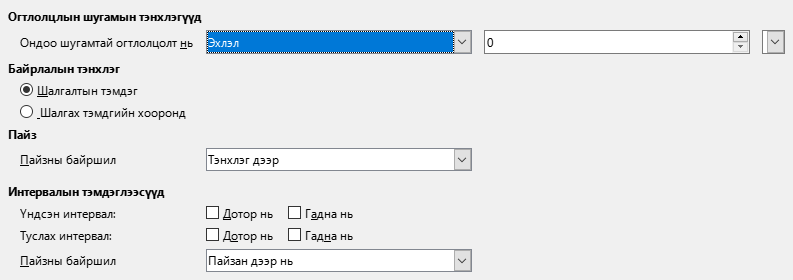 Огтлолцлын шугамын тэнхлэгүүд
Ондоо шугамтай огтлолцолт нь Эхлэл 0
Байрлалын тэнхлэг
Шалгалтын тэмдэг
Шалгах тэмдгийн хооронд
Пайз
Пайзны байршил Тэнхлэг дээр
Интервалын тэмдэглээсүүд
Үндсэн интервал: Дотор нь Гадна нь
Туслах интервал: Дотор нь Гадна нь
Пайзны байршил Пайзан дээр нь